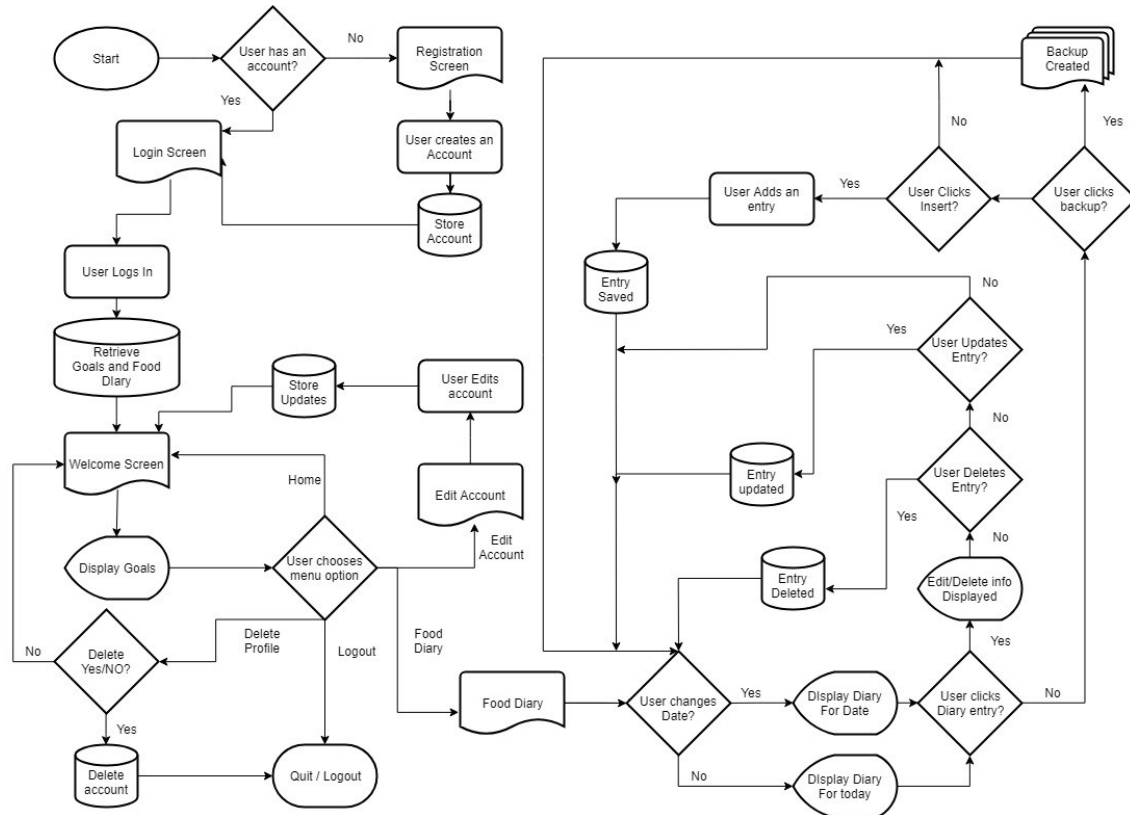 Start
User has an
account?
No
Yes
Registration
Screen
Login Screen
User creates an
Account
Store
Account
User Logs In
Retrieve
Goals and Food
DIary
Store
Updates
User Edits
account
Welcome Screen
Home
Edit Account
Edit
Account
Display Goals
User chooses
menu option
No
Delete
Yes/NO?
Delete
Profile
Logout
Food
Diary
Yes
Delete
account
Quit / Logout
Backup
Created
No
Yes
User Adds an
entry
Yes
User Clicks
Insert?
User clicks
backup?
Entry
Saved
No
Yes
User Updates
Entry?
No
Entry
updated
User Deletes
Entry?
Yes
No
Entry
Deleted
Edit/Delete info
Displayed
Yes
Food Diary
User changes
Date?
Yes
DIsplay Diary
For Date
User clicks
Diary entry?
No
No
DIsplay Diary
For today